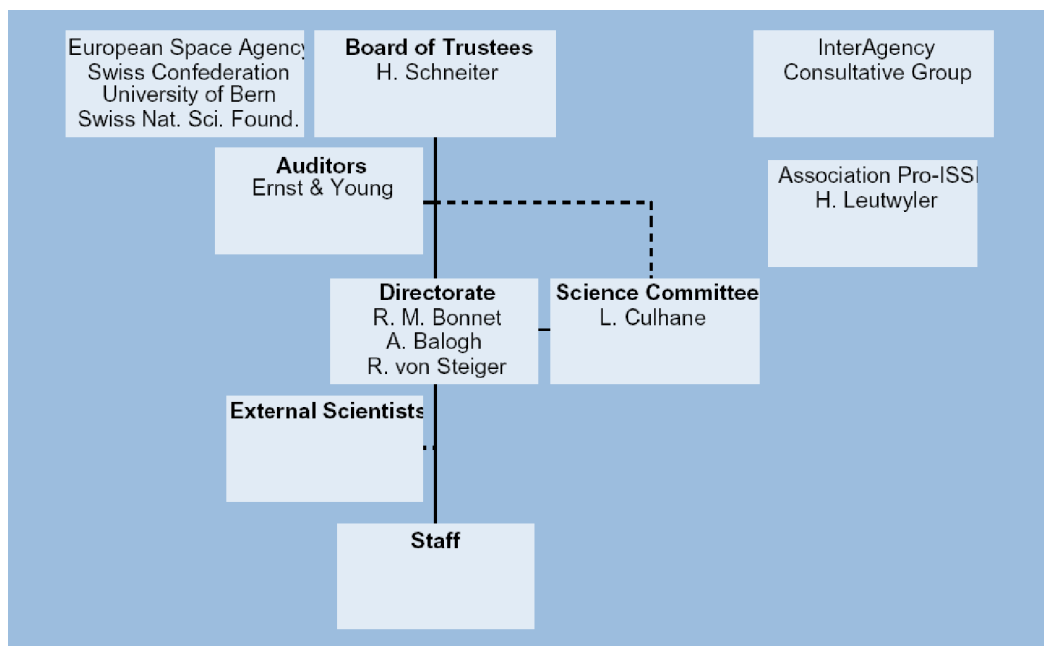 European Space Agency
Swiss Confederation
University of Bern
Swiss Nat. Sci. Found.
Board of Trustees
H. Schneiter
InterAgency
Consultative Group
Auditors
Ernst & Young
Association Pro-ISSI
H. Leutwyler
Directorate
R. M. Bonnet
A. Balogh
R. von Steiger
Science Committee
L. Culhane
External Scientists
Staff